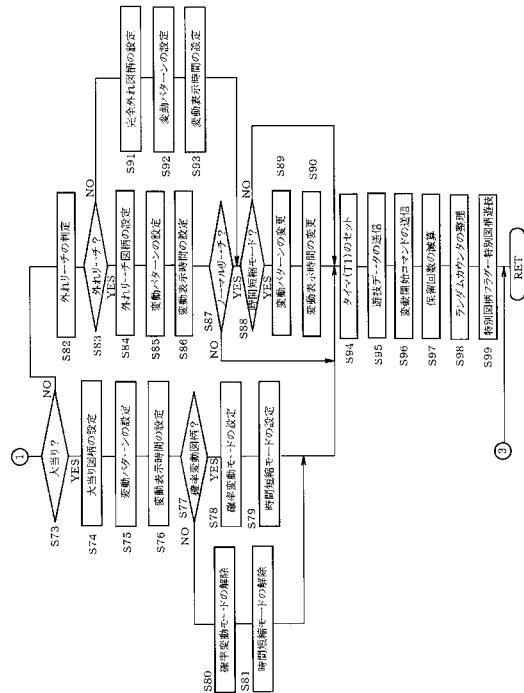 ①
S73
大当り?
NO
YES
S74
大当り図柄の設定
S75
変動パターンの設定
S76
変動表示時間の設定
S77
確率変動図柄?
NO
YES
S78
確率変動モードの設定
S79
時間短縮モードの設定
S80
確率変動モードの解除
S81
時間短縮モードの解除
S82
外れリーチの判定
S83
外れリーチ?
NO
YES
S84
外れリーチ図柄の設定
S85
変動パターンの設定
S86
変動表示時間の設定
S91
完全外れ図柄の設定
S92
変動パターンの設定
S93
変動表示時間の設定
S87
ノーマルリーチ?
NO
YES
S88
時間短縮モード?
NO
YES
S89
変動パターンの変更
S90
変動表示時間の変更
S94
タイマ(T1)のセット
S95
遊技データの送信
S96
変動開始コマンドの送信
S97
保留回数の減算
S98
ランダムカウンタの整理
S99
特別図柄フラグ←特別図柄遊技
③
RET